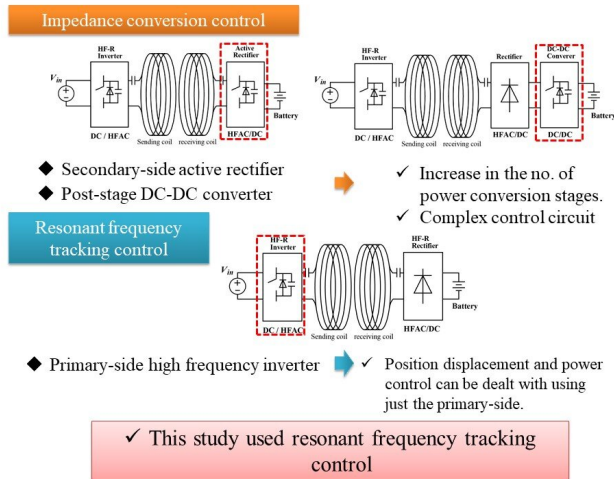 Impedance conversion control
HF-R
Inverter
Vin
DC / HFAC
Sending coil
receiving coil
Active
Rectifier
HFAC/DC
Battery
HF-R
Inverter
Vin
DC / HFAC
Sending coil
receiving coil
Rectifier
HFAC/DC
DC-DC
Converer
DC/DC
Battery
◆ Secondary-side active rectifier
◆ Post-stage DC-DC converter
✓ Increase in the no. of
power conversion stages.
✓ Complex control circuit
Resonant frequency
tracking control
HF-R
Inverter
Vin
DC / HFAC
Sending coil
receiving coil
HF-R
Rectifier
HFAC/DC
Battery
◆ Primary-side high frequency inverter
✓ Position displacement and power
control can be dealt with using
just the primary-side.
✓ This study used resonant frequency tracking
control